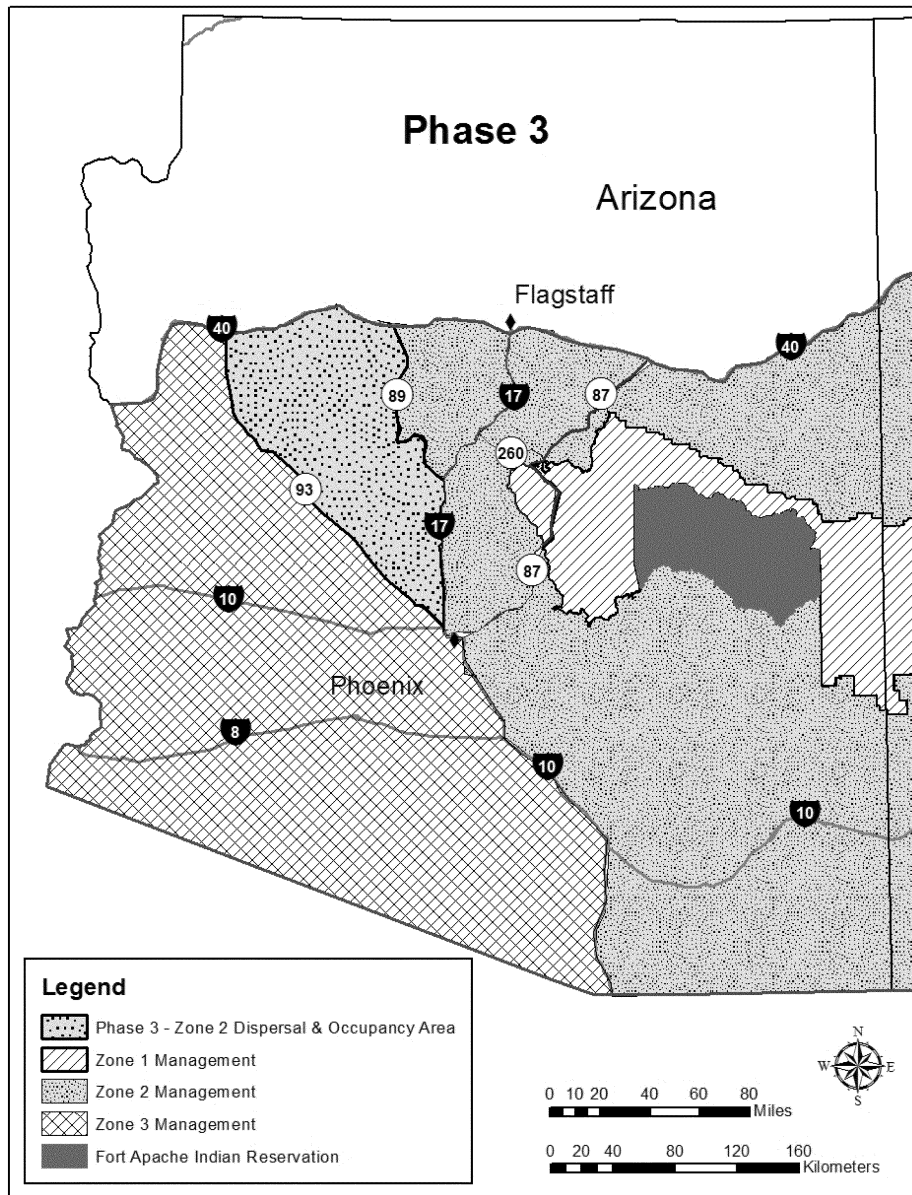 Phase 3
Arizona
Flagstaff
40
40
89
17
87
260
93
17
87
10
Phoenix
8
10
10
Legend
Phase 3 - Zone 2 Dispersal & Occupancy Area
Zone 1 Management
Zone 2 Management
Zone 3 Management
Fort Apache Indian Reservation
N
W E
S
0 10 20 40 60 80
Miles
0 20 40 80 120 160
Kilometers